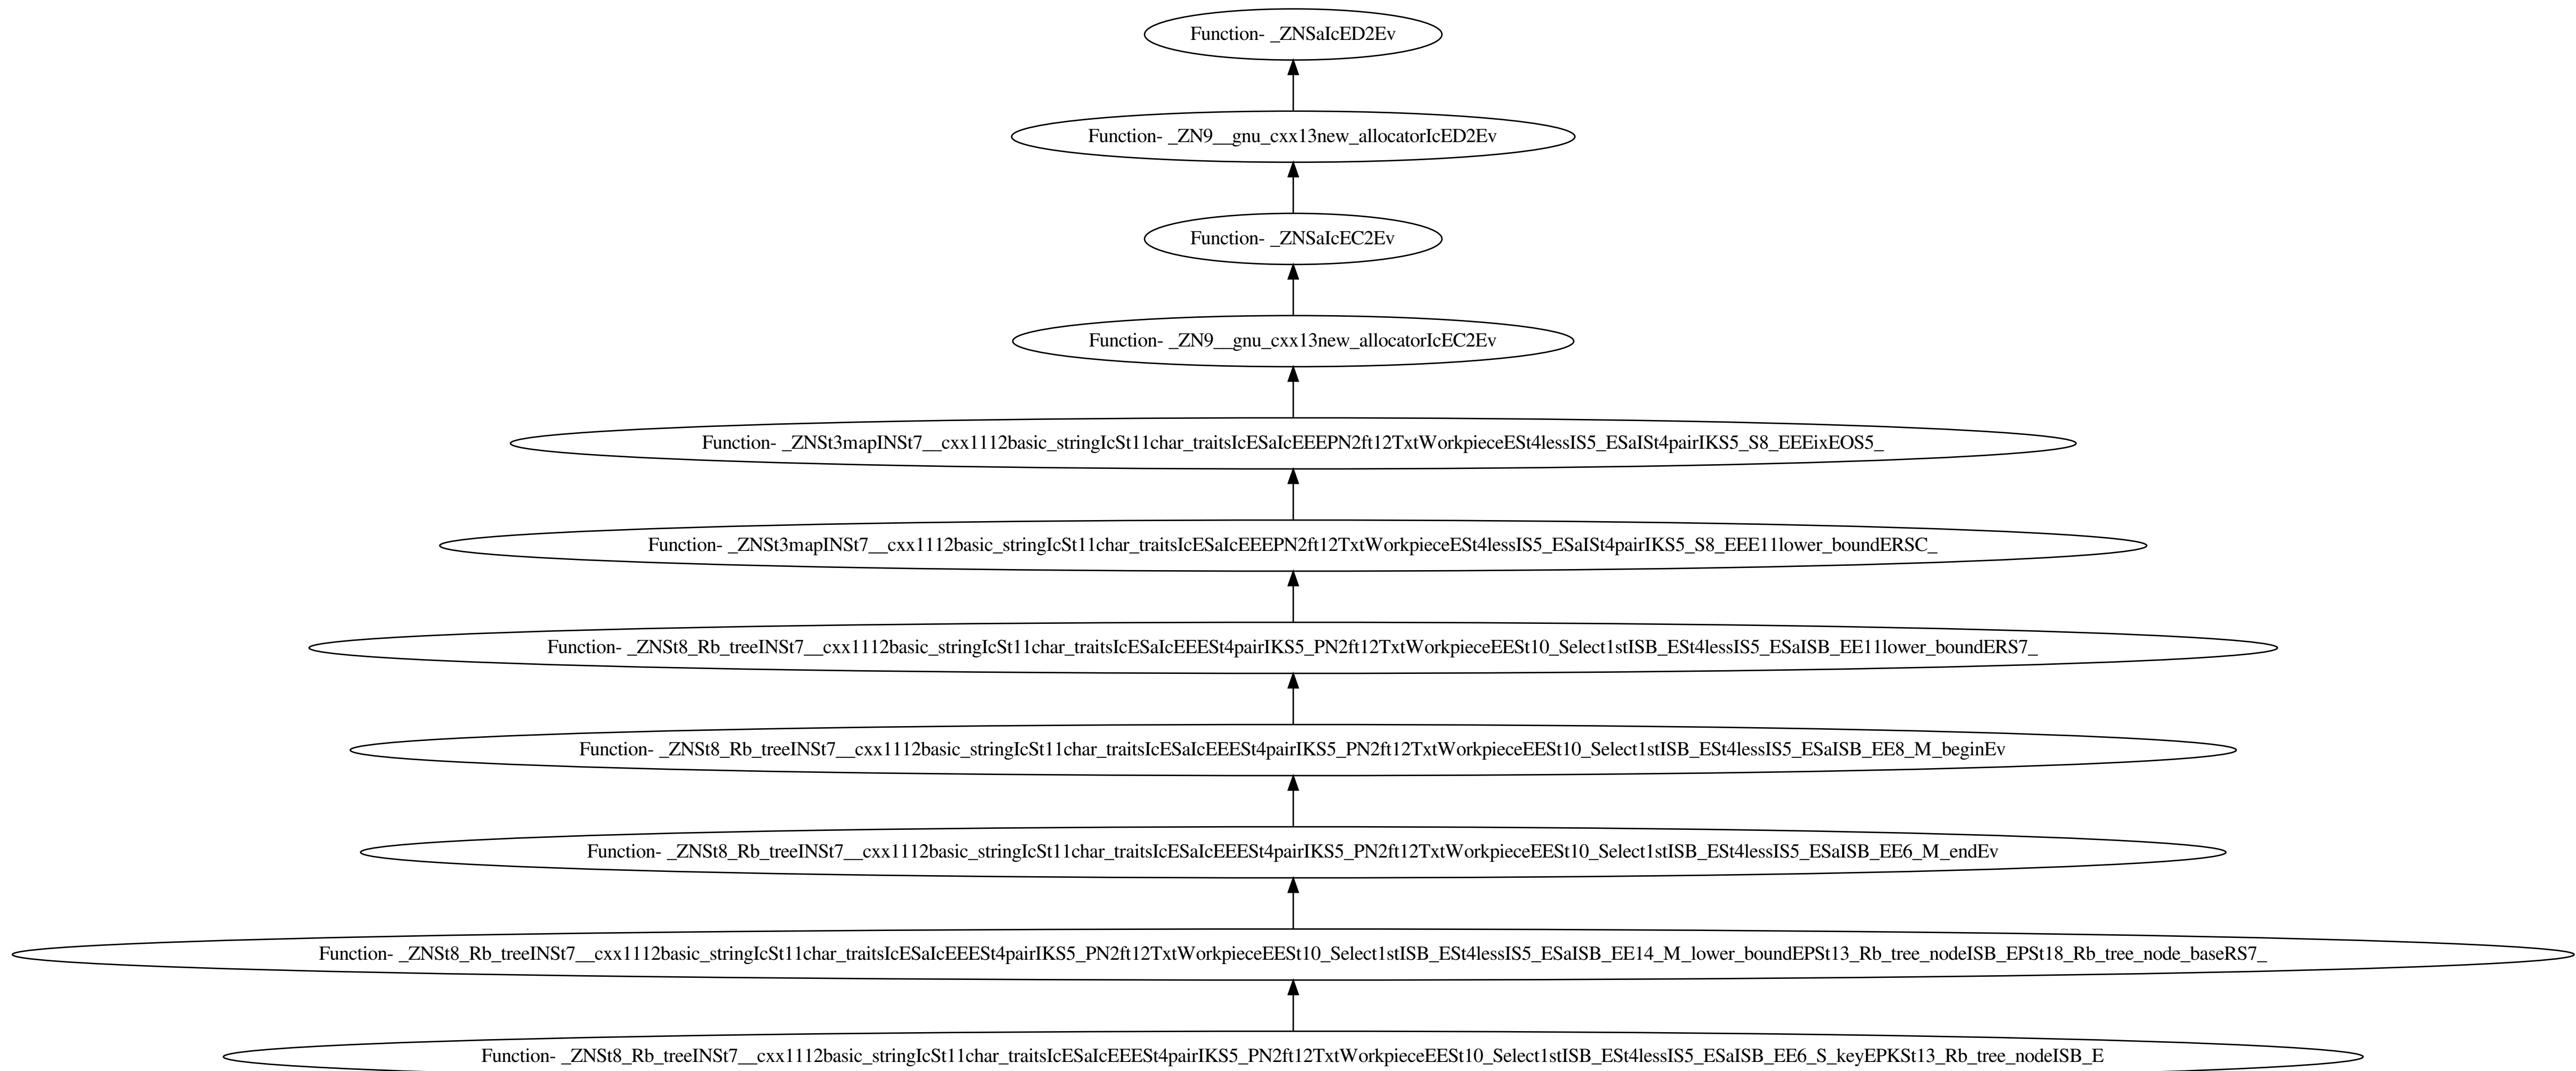 Function- _ZNSaIcED2Ev
Function- _ZN9__gnu_cxx13new_allocatorIcED2Ev
Function- _ZNSaIcEC2Ev
Function- _ZN9__gnu_cxx13new_allocatorIcEC2Ev
Function- _ZNSt3mapINSt7__cxx1112basic_stringIcSt11char_traitsIcESaIcEEEPN2ft12TxtWorkpieceESt4lessIS5_ESaISt4pairIKS5_S8_EEEixEOS5_
Function- _ZNSt3mapINSt7__cxx1112basic_stringIcSt11char_traitsIcESaIcEEEPN2ft12TxtWorkpieceESt4lessIS5_ESaISt4pairIKS5_S8_EEE11lower_boundERSC_
Function- _ZNSt8_Rb_treeINSt7__cxx1112basic_stringIcSt11char_traitsIcESaIcEEESt4pairIKS5_PN2ft12TxtWorkpieceEESt10_Select1stISB_ESt4lessIS5_ESaISB_EE11lower_boundERS7_
Function- _ZNSt8_Rb_treeINSt7__cxx1112basic_stringIcSt11char_traitsIcESaIcEEESt4pairIKS5_PN2ft12TxtWorkpieceEESt10_Select1stISB_ESt4lessIS5_ESaISB_EE8_M_beginEv
Function- _ZNSt8_Rb_treeINSt7__cxx1112basic_stringIcSt11char_traitsIcESaIcEEESt4pairIKS5_PN2ft12TxtWorkpieceEESt10_Select1stISB_ESt4lessIS5_ESaISB_EE6_M_endEv
Function- _ZNSt8_Rb_treeINSt7__cxx1112basic_stringIcSt11char_traitsIcESaIcEEESt4pairIKS5_PN2ft12TxtWorkpieceEESt10_Select1stISB_ESt4lessIS5_ESaISB_EE14_M_lower_boundEPSt13_Rb_tree_nodeISB_EPSt18_Rb_tree_node_baseRS7_
Function- _ZNSt8_Rb_treeINSt7__cxx1112basic_stringIcSt11char_traitsIcESaIcEEESt4pairIKS5_PN2ft12TxtWorkpieceEESt10_Select1stISB_ESt4lessIS5_ESaISB_EE6_S_keyEPKSt13_Rb_tree_nodeISB_E